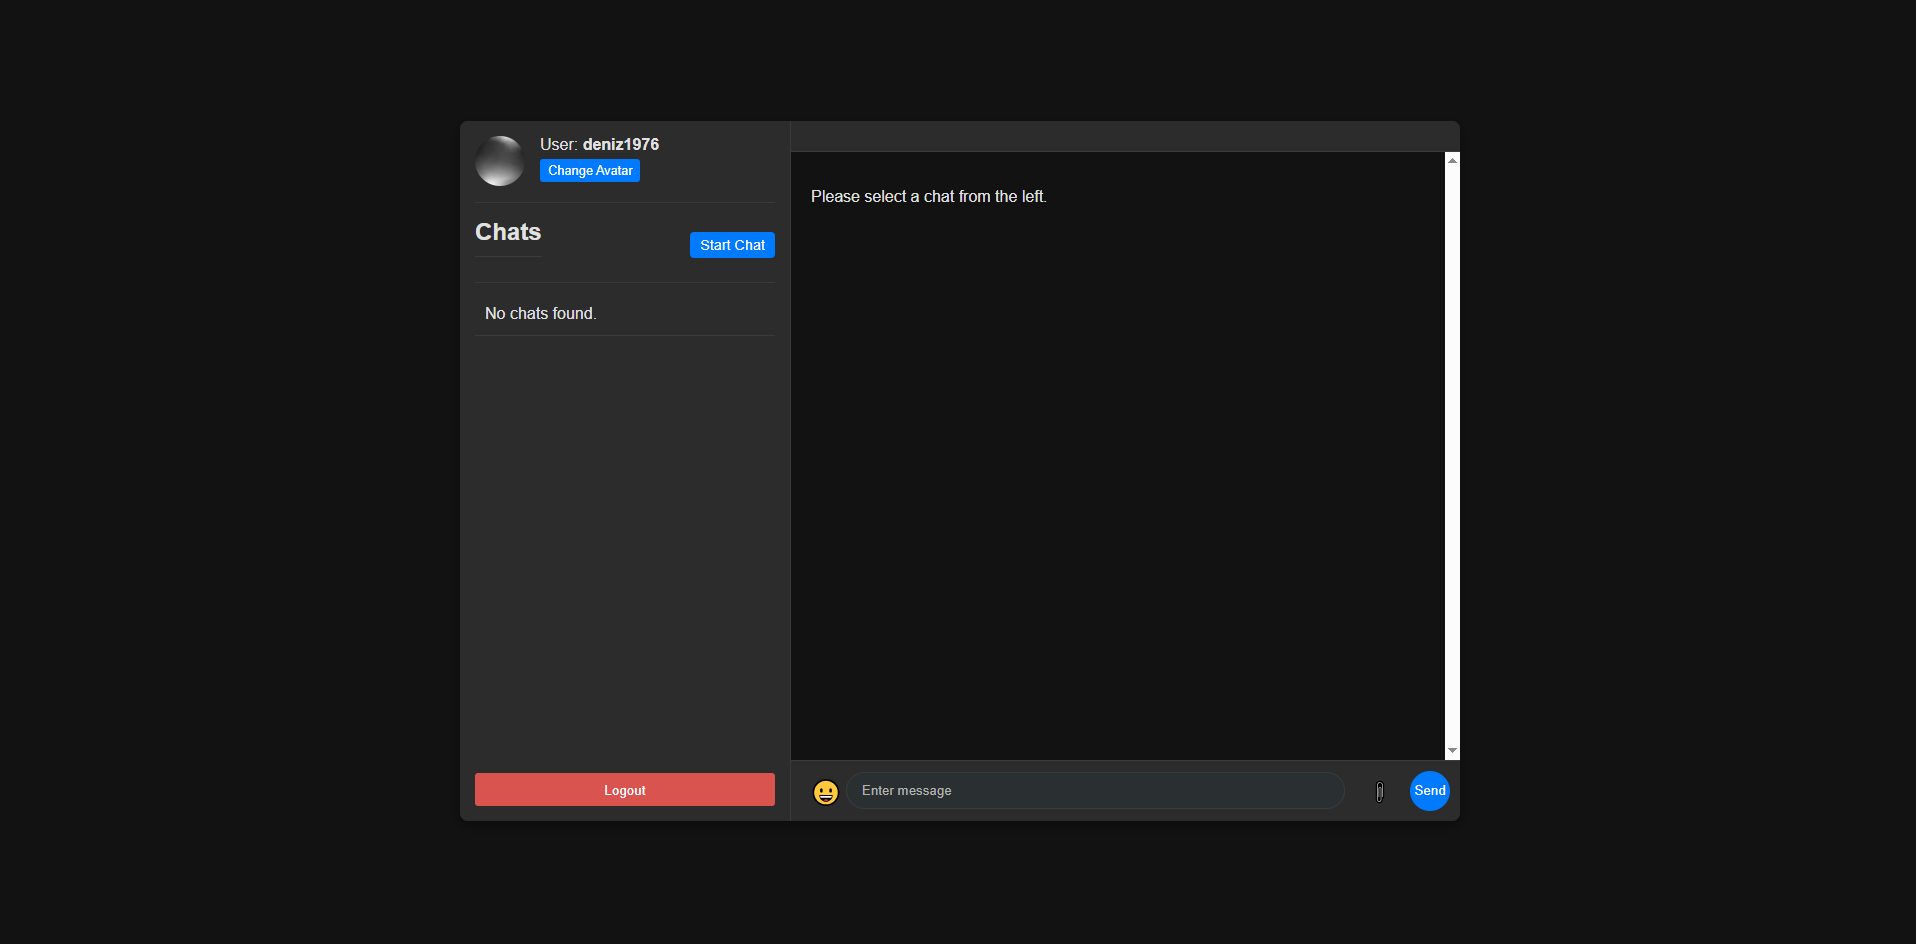 User: deniz1976
Change Avatar
Chats
Start Chat
No chats found.
Logout
Please select a chat from the left.
Enter message
Send